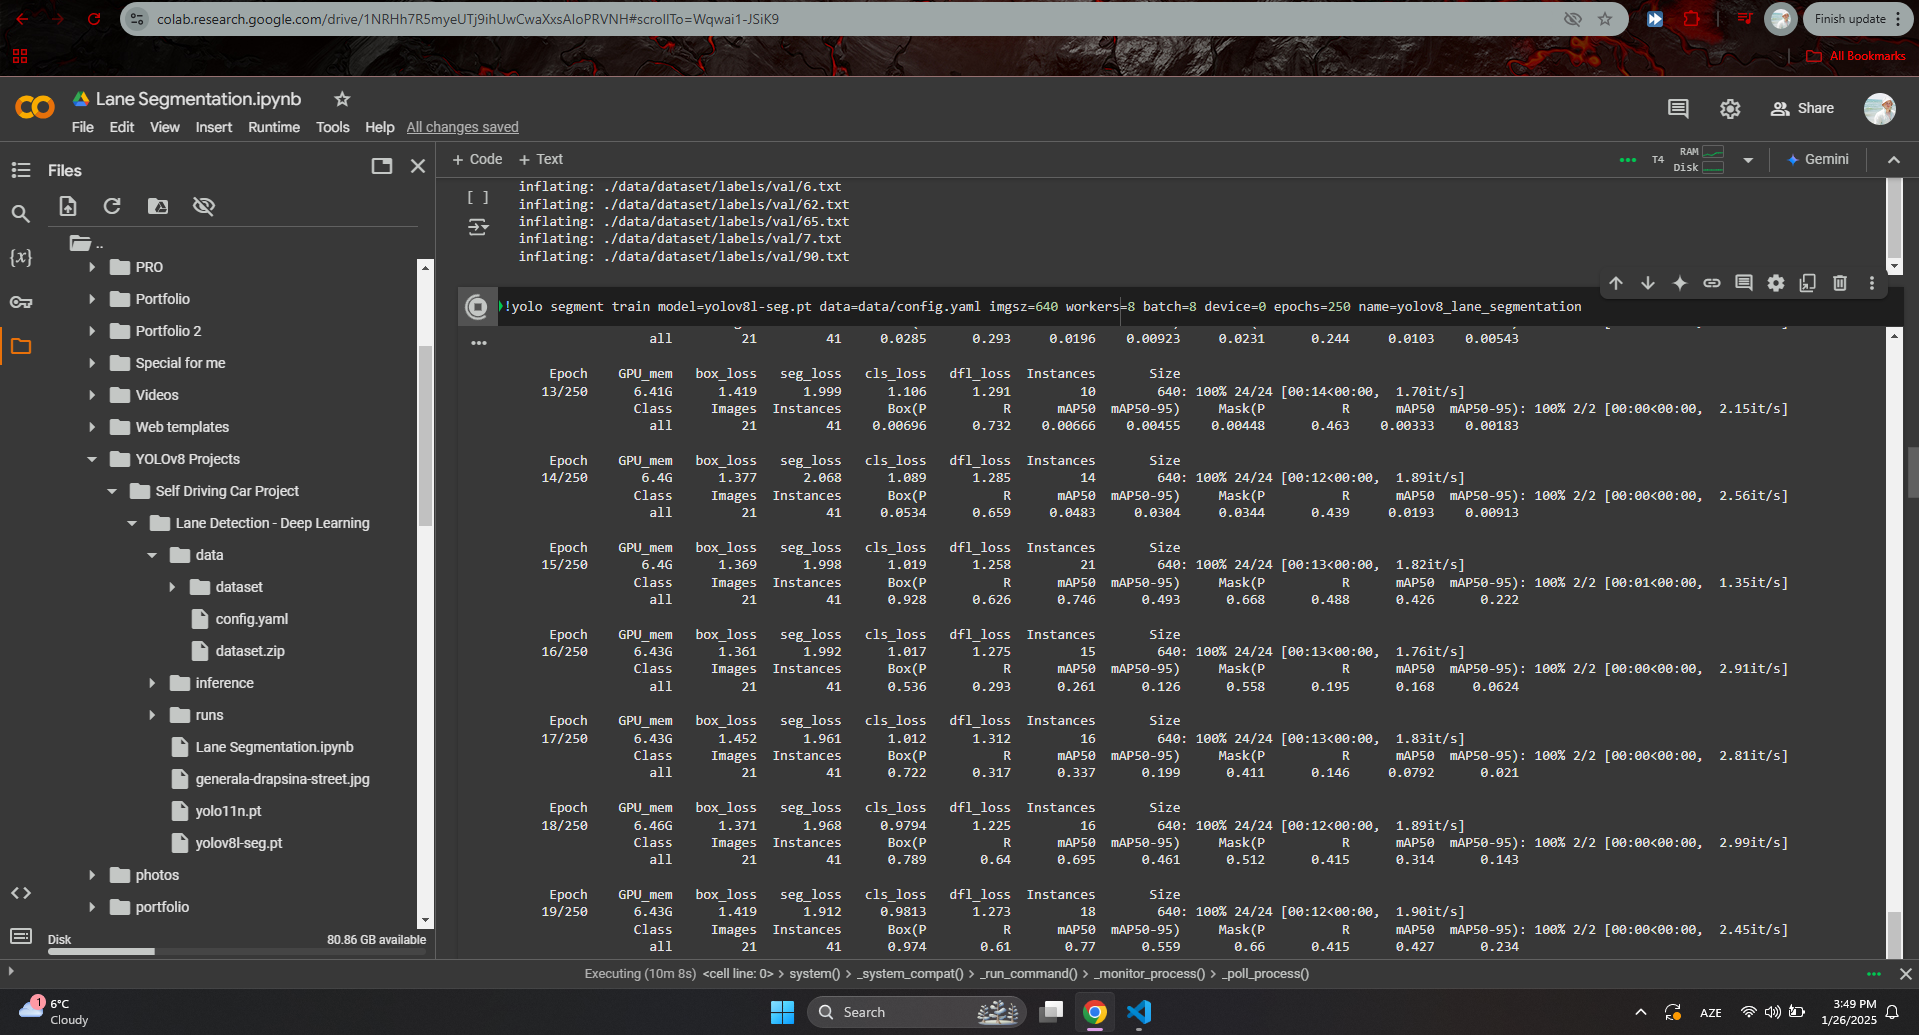 colab.research.google.com/drive/1NRHh7R5myeUTj9ihUwCwaXxsAIoPRVNH#scrollTo=Wqwai1-JSiK9
Finish update
All Bookmarks
Lane Segmentation.ipynb
File Edit View Insert Runtime Tools Help All changes saved
Share
Files
+ Code + Text
T4 RAM Disk
Gemini
..
PRO
Portfolio
Portfolio 2
Special for me
Videos
Web templates
YOLOv8 Projects
Self Driving Car Project
Lane Detection - Deep Learning
data
dataset
config.yaml
dataset.zip
inference
runs
Lane Segmentation.ipynb
generala-drapsina-street.jpg
yolo11n.pt
yolov8l-seg.pt
photos
portfolio
Disk 80.86 GB available
[ ]
inflating: ./data/dataset/labels/val/6.txt
inflating: ./data/dataset/labels/val/62.txt
inflating: ./data/dataset/labels/val/65.txt
inflating: ./data/dataset/labels/val/7.txt
inflating: ./data/dataset/labels/val/90.txt
!yolo segment train model=yolov8l-seg.pt data=data/config.yaml imgsz=640 workers=8 batch=8 device=0 epochs=250 name=yolov8_lane_segmentation
all 21 41 0.0285 0.293 0.0196 0.00923 0.0231 0.244 0.0103 0.00543
Epoch GPU_mem box_loss seg_loss cls_loss dfl_loss Instances Size
13/250 6.41G 1.419 1.999 1.106 1.291 10 640: 100% 24/24 [00:14<00:00, 1.70it/s]
Class Images Instances Box(P R mAP50 mAP50-95) Mask(P R mAP50 mAP50-95): 100% 2/2 [00:00<00:00, 2.15it/s]
all 21 41 0.00696 0.732 0.00666 0.00455 0.00448 0.463 0.00333 0.00183
Epoch GPU_mem box_loss seg_loss cls_loss dfl_loss Instances Size
14/250 6.4G 1.377 2.068 1.089 1.285 14 640: 100% 24/24 [00:12<00:00, 1.89it/s]
Class Images Instances Box(P R mAP50 mAP50-95) Mask(P R mAP50 mAP50-95): 100% 2/2 [00:00<00:00, 2.56it/s]
all 21 41 0.0534 0.659 0.0483 0.0304 0.0344 0.439 0.0193 0.00913
Epoch GPU_mem box_loss seg_loss cls_loss dfl_loss Instances Size
15/250 6.4G 1.369 1.998 1.019 1.258 21 640: 100% 24/24 [00:13<00:00, 1.82it/s]
Class Images Instances Box(P R mAP50 mAP50-95) Mask(P R mAP50 mAP50-95): 100% 2/2 [00:01<00:00, 1.35it/s]
all 21 41 0.928 0.626 0.746 0.493 0.668 0.488 0.426 0.222
Epoch GPU_mem box_loss seg_loss cls_loss dfl_loss Instances Size
16/250 6.43G 1.361 1.992 1.017 1.275 15 640: 100% 24/24 [00:13<00:00, 1.76it/s]
Class Images Instances Box(P R mAP50 mAP50-95) Mask(P R mAP50 mAP50-95): 100% 2/2 [00:00<00:00, 2.91it/s]
all 21 41 0.536 0.293 0.261 0.126 0.558 0.195 0.168 0.0624
Epoch GPU_mem box_loss seg_loss cls_loss dfl_loss Instances Size
17/250 6.43G 1.452 1.961 1.012 1.312 16 640: 100% 24/24 [00:13<00:00, 1.83it/s]
Class Images Instances Box(P R mAP50 mAP50-95) Mask(P R mAP50 mAP50-95): 100% 2/2 [00:00<00:00, 2.81it/s]
all 21 41 0.722 0.317 0.337 0.199 0.411 0.146 0.0792 0.021
Epoch GPU_mem box_loss seg_loss cls_loss dfl_loss Instances Size
18/250 6.46G 1.371 1.968 0.9794 1.225 16 640: 100% 24/24 [00:12<00:00, 1.89it/s]
Class Images Instances Box(P R mAP50 mAP50-95) Mask(P R mAP50 mAP50-95): 100% 2/2 [00:00<00:00, 2.99it/s]
all 21 41 0.789 0.64 0.695 0.461 0.512 0.415 0.314 0.143
Epoch GPU_mem box_loss seg_loss cls_loss dfl_loss Instances Size
19/250 6.43G 1.419 1.912 0.9813 1.273 18 640: 100% 24/24 [00:12<00:00, 1.90it/s]
Class Images Instances Box(P R mAP50 mAP50-95) Mask(P R mAP50 mAP50-95): 100% 2/2 [00:00<00:00, 2.45it/s]
all 21 41 0.974 0.61 0.77 0.559 0.66 0.415 0.427 0.234
Executing (10m 8s) <cell line: 0> > system() > _system_compat() > _run_command() > _monitor_process() > _poll_process()
1
6°C
Cloudy
Search
AZE
3:49 PM
1/26/2025